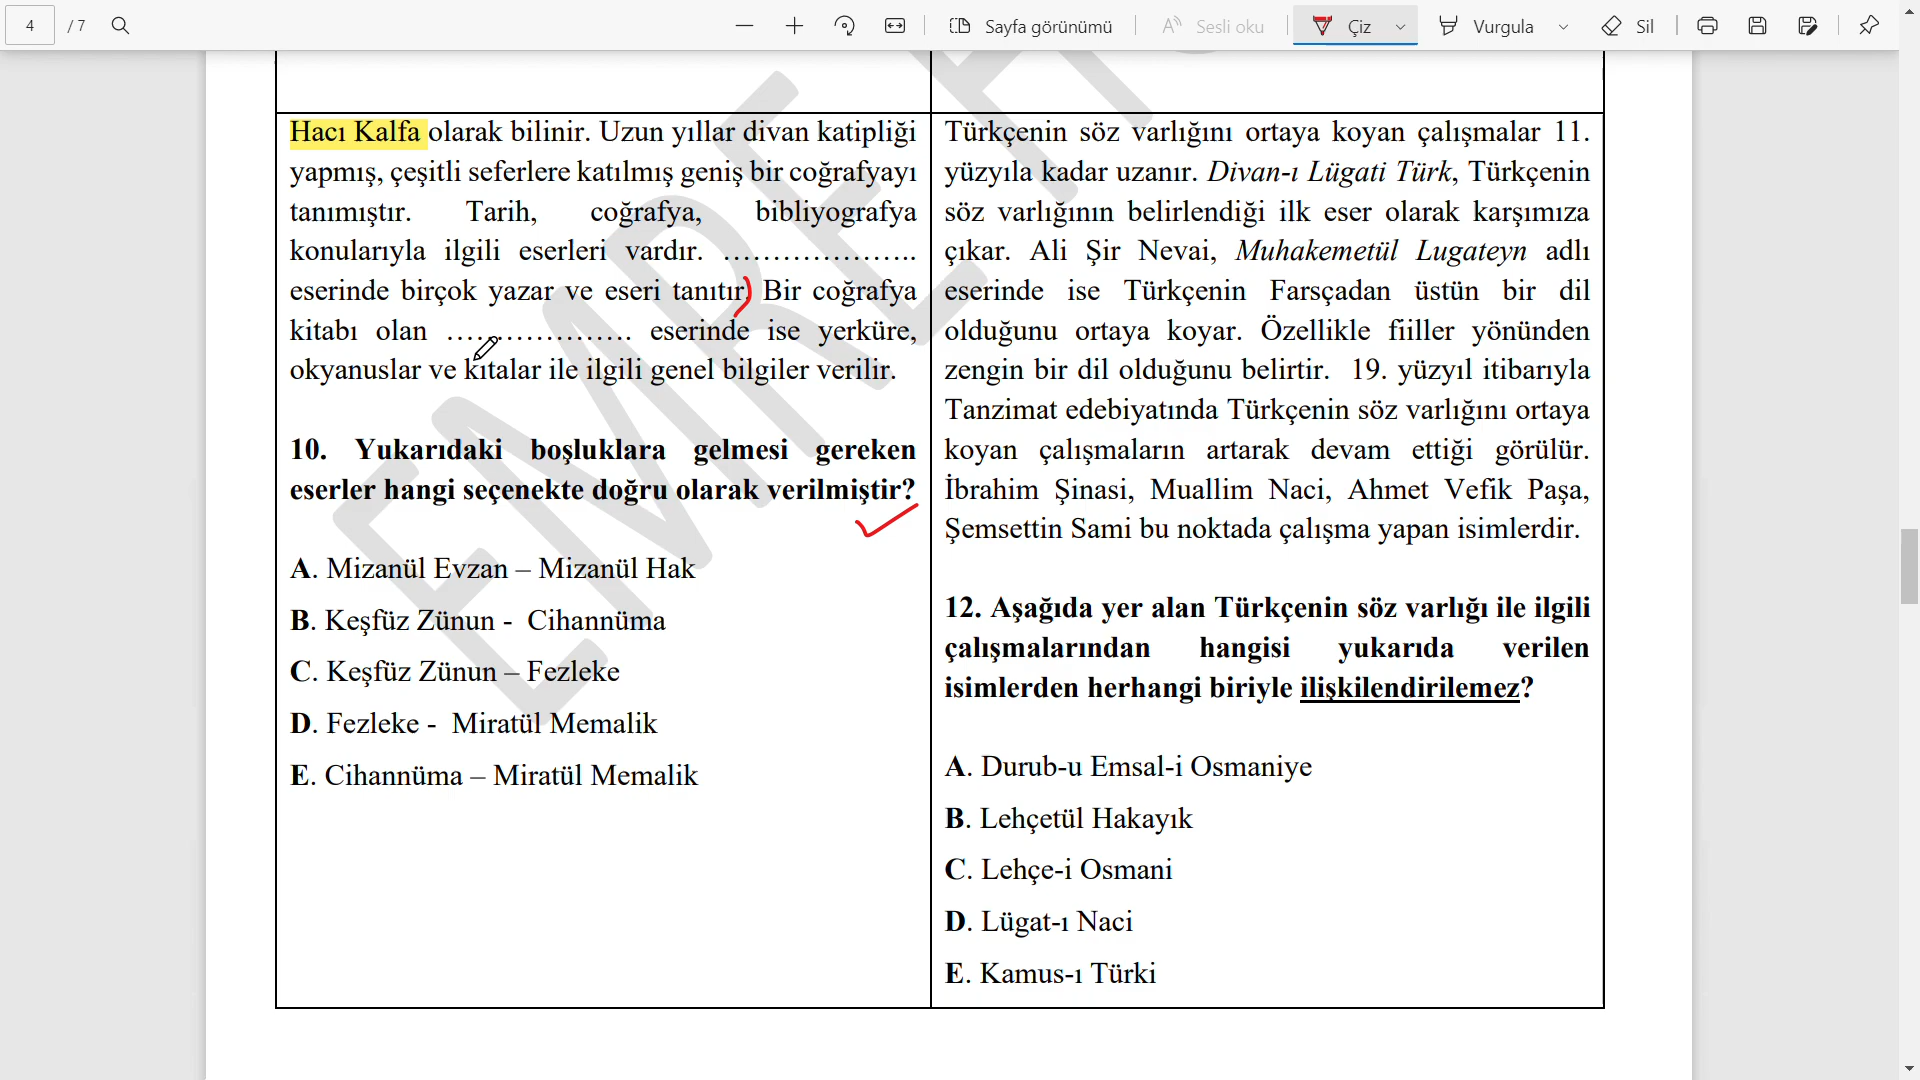 4 / 7 Sayfa görünümü Sesli oku Çiz Vurgula Sil
Hacı Kalfa olarak bilinir. Uzun yıllar divan katipliği
yapmış, çeşitli seferlere katılmış geniş bir coğrafyayı
tanımıştır. Tarih, coğrafya, bibliyografya
konularıyla ilgili eserleri vardır. ………………..
eserinde birçok yazar ve eseri tanıtır. Bir coğrafya
kitabı olan ………………. eserinde ise yerküre,
okyanuslar ve kıtalar ile ilgili genel bilgiler verilir.
10. Yukarıdaki boşluklara gelmesi gereken
eserler hangi seçenekte doğru olarak verilmiştir?
A. Mizanül Evzan – Mizanül Hak
B. Keşfüz Zünun - Cihannüma
C. Keşfüz Zünun – Fezleke
D. Fezleke - Miratül Memalik
E. Cihannüma – Miratül Memalik
Türkçenin söz varlığını ortaya koyan çalışmalar 11.
yüzyıla kadar uzanır. Divan-ı Lügati Türk, Türkçenin
söz varlığının belirlendiği ilk eser olarak karşımıza
çıkar. Ali Şir Nevai, Muhakemetül Lugateyn adlı
eserinde ise Türkçenin Farsçadan üstün bir dil
olduğunu ortaya koyar. Özellikle fiiller yönünden
zengin bir dil olduğunu belirtir. 19. yüzyıl itibarıyla
Tanzimat edebiyatında Türkçenin söz varlığını ortaya
koyan çalışmaların artarak devam ettiği görülür.
İbrahim Şinasi, Muallim Naci, Ahmet Vefik Paşa,
Şemsettin Sami bu noktada çalışma yapan isimlerdir.
12. Aşağıda yer alan Türkçenin söz varlığı ile ilgili
çalışmalarından hangisi yukarıda verilen
isimlerden herhangi biriyle ilişkilendirilemez?
A. Durub-u Emsal-i Osmaniye
B. Lehçetül Hakayık
C. Lehçe-i Osmani
D. Lügat-ı Naci
E. Kamus-ı Türki
EMRE